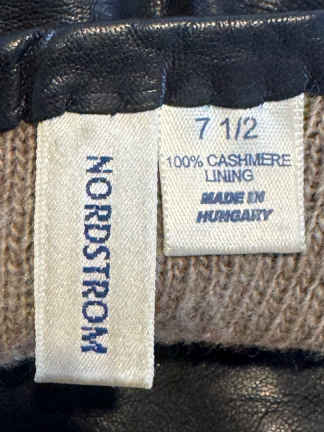 NORDSTROM
7 1/2
100% CASHMERE
LINING
MADE IN
HUNGARY